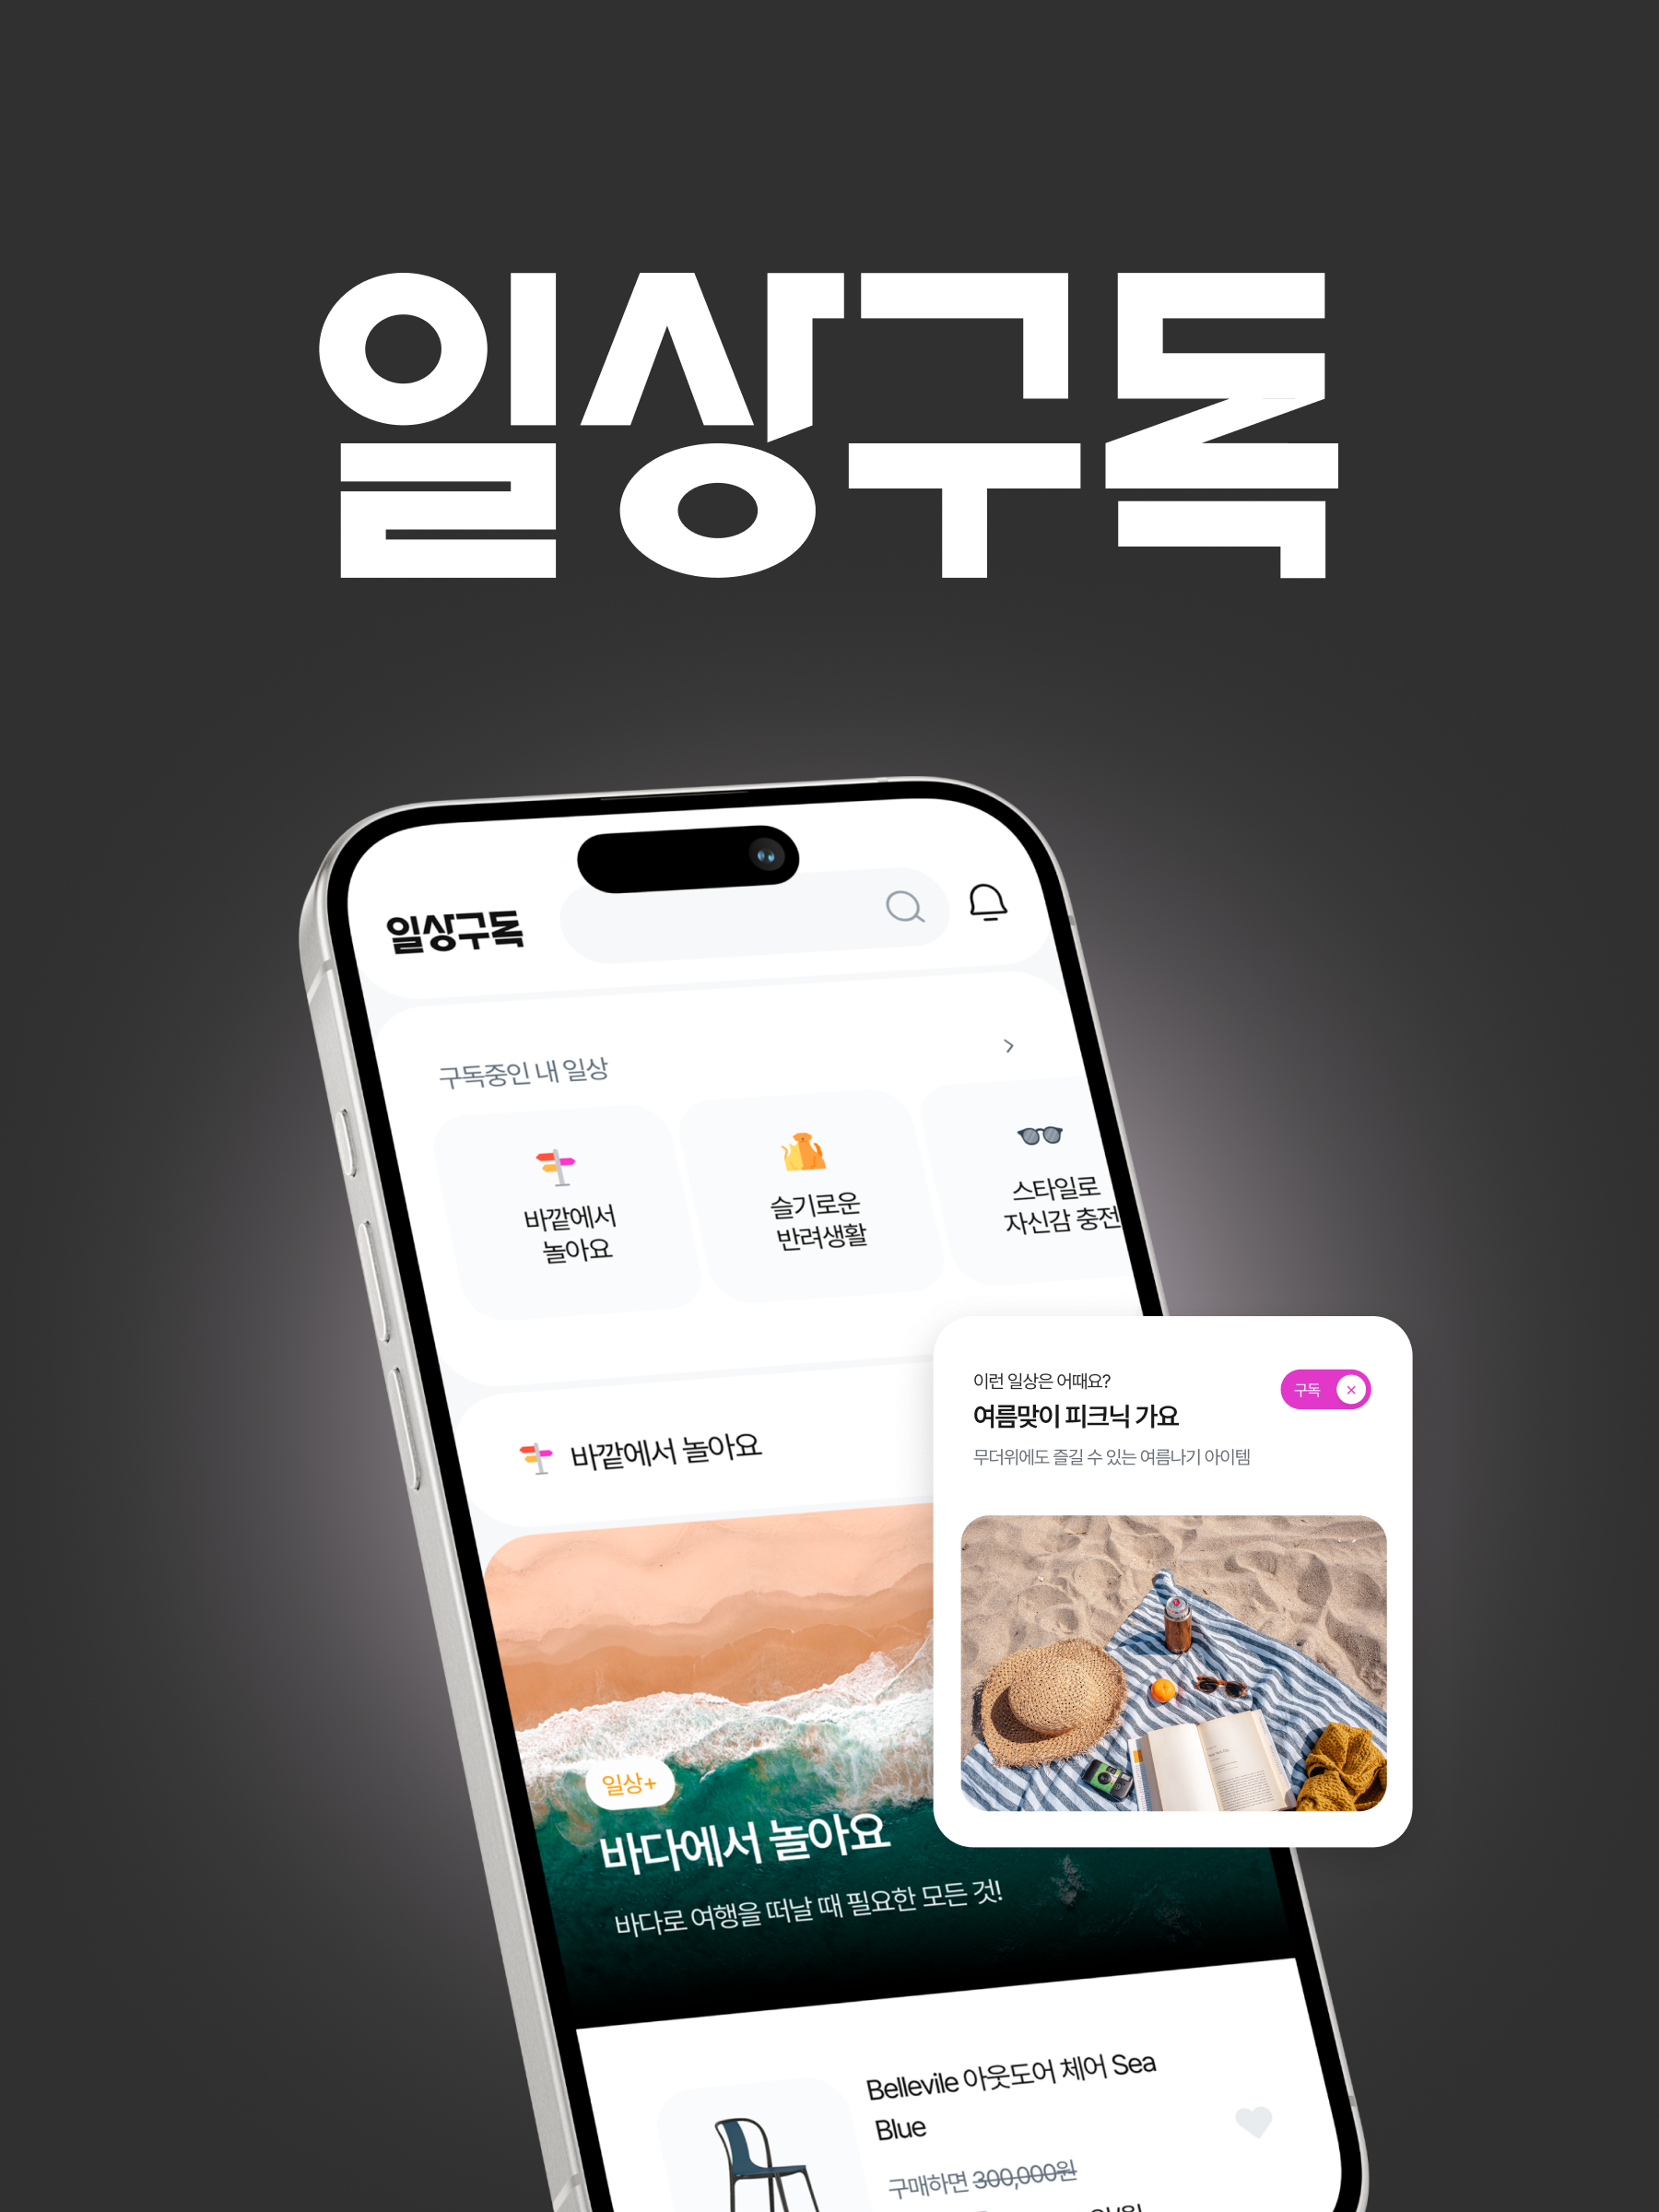 일상구독
일상구독
구독중인 내 일상
바깥에서
놀아요
슬기로운
반려생활
스타일로
자신감 충전
바깥에서 놀아요
이런 일상은 어때요?
구독
여름맞이 피크닉 가요
무더위에도 즐길 수 있는 여름나기 아이템
일상+
바다에서 놀아요
바다로 여행을 떠날 때 필요한 모든 것!
Bellevile 아웃도어 체어 Sea
Blue
구매하면 300,000원